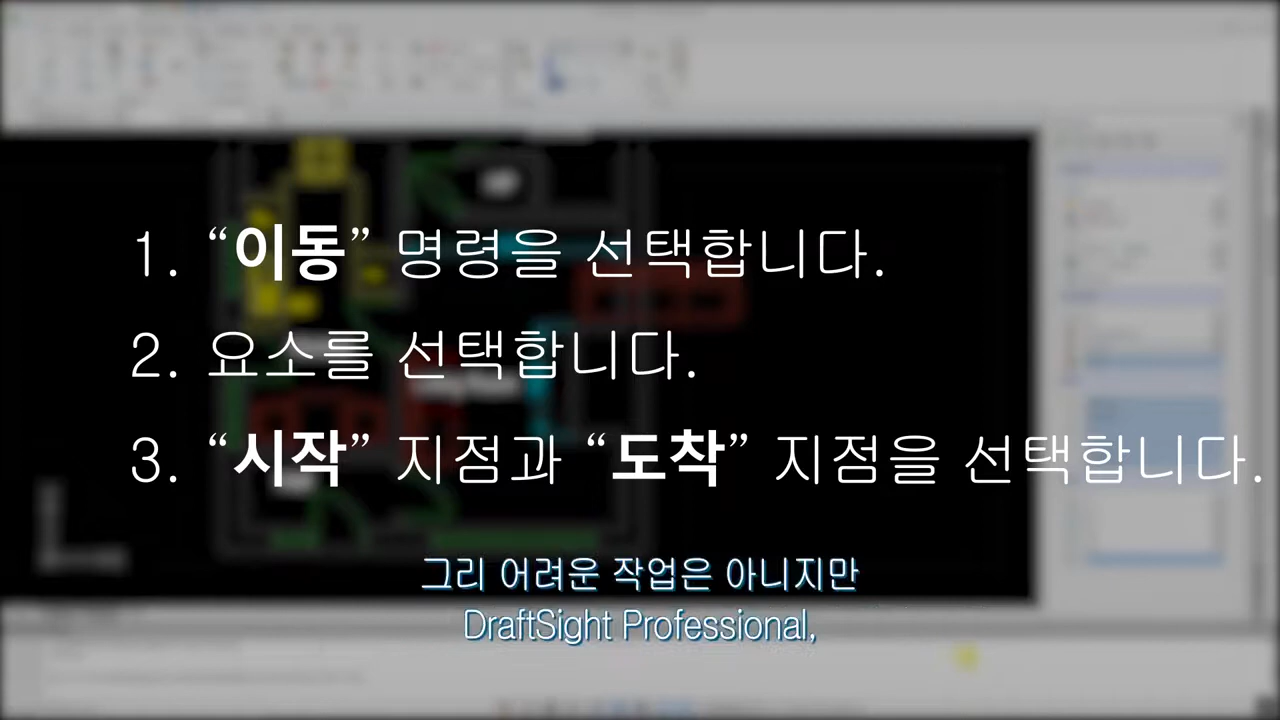 1. “이동” 명령을 선택합니다.
2. 요소를 선택합니다.
3. “시작” 지점과 “도착” 지점을 선택합니다.
그리 어려운 작업은 아니지만
DraftSight Professional,